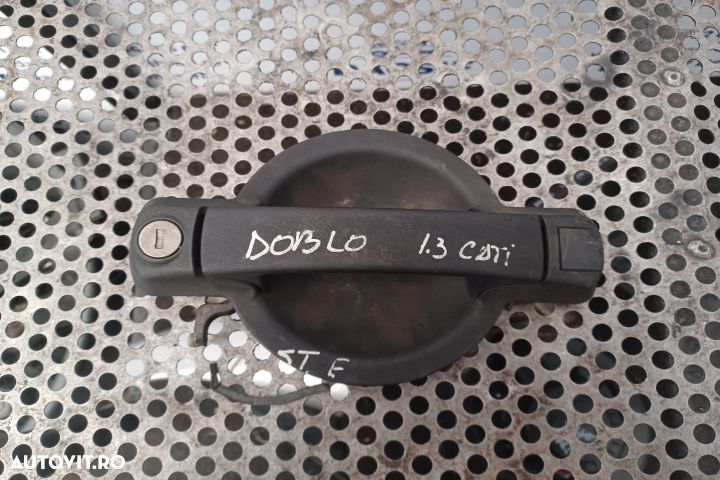 DOBLO 1.3 CDTi
ST F
AUTOVIT.RO